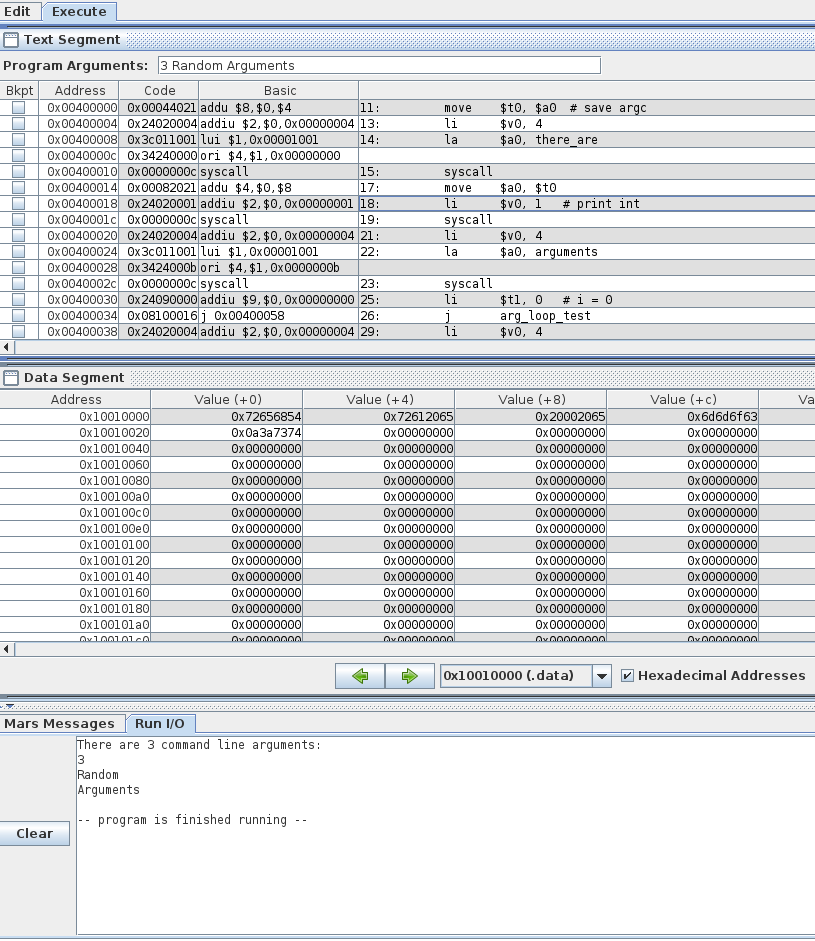 Edit Execute
Text Segment
Program Arguments: 3 Random Arguments
Bkpt Address Code Basic
0x00400000 0x00044021 addu $8,$0,$4 11: move $t0, $a0 # save argc
0x00400004 0x24020004 addiu $2,$0,0x00000004 13: li $v0, 4
0x00400008 0x3c011001 lui $1,0x00001001 14: la $a0, there_are
0x0040000c 0x34240000 ori $4,$1,0x00000000
0x00400010 0x0000000c syscall 15: syscall
0x00400014 0x00082021 addu $4,$0,$8 17: move $a0, $t0
0x00400018 0x24020001 addiu $2,$0,0x00000001 18: li $v0, 1 # print int
0x0040001c 0x0000000c syscall 19: syscall
0x00400020 0x24020004 addiu $2,$0,0x00000004 21: li $v0, 4
0x00400024 0x3c011001 lui $1,0x00001001 22: la $a0, arguments
0x00400028 0x3424000b ori $4,$1,0x0000000b
0x0040002c 0x0000000c syscall 23: syscall
0x00400030 0x24090000 addiu $9,$0,0x00000000 25: li $t1, 0 # i = 0
0x00400034 0x08100016 j 0x00400058 26: j arg_loop_test
0x00400038 0x24020004 addiu $2,$0,0x00000004 29: li $v0, 4
Data Segment
Address Value (+0) Value (+4) Value (+8) Value (+c) Va
0x10010000 0x72656854 0x72612065 0x20002065 0x6d6d6f63
0x10010020 0x0a3a7374 0x00000000 0x00000000 0x00000000
0x10010040 0x00000000 0x00000000 0x00000000 0x00000000
0x10010060 0x00000000 0x00000000 0x00000000 0x00000000
0x10010080 0x00000000 0x00000000 0x00000000 0x00000000
0x100100a0 0x00000000 0x00000000 0x00000000 0x00000000
0x100100c0 0x00000000 0x00000000 0x00000000 0x00000000
0x100100e0 0x00000000 0x00000000 0x00000000 0x00000000
0x10010100 0x00000000 0x00000000 0x00000000 0x00000000
0x10010120 0x00000000 0x00000000 0x00000000 0x00000000
0x10010140 0x00000000 0x00000000 0x00000000 0x00000000
0x10010160 0x00000000 0x00000000 0x00000000 0x00000000
0x10010180 0x00000000 0x00000000 0x00000000 0x00000000
0x100101a0 0x00000000 0x00000000 0x00000000 0x00000000
0x100101c0 0x00000000 0x00000000 0x00000000 0x00000000
0x10010000 (.data) Hexadecimal Addresses
Mars Messages Run I/O
There are 3 command line arguments:
3
Random
Arguments
-- program is finished running --
Clear